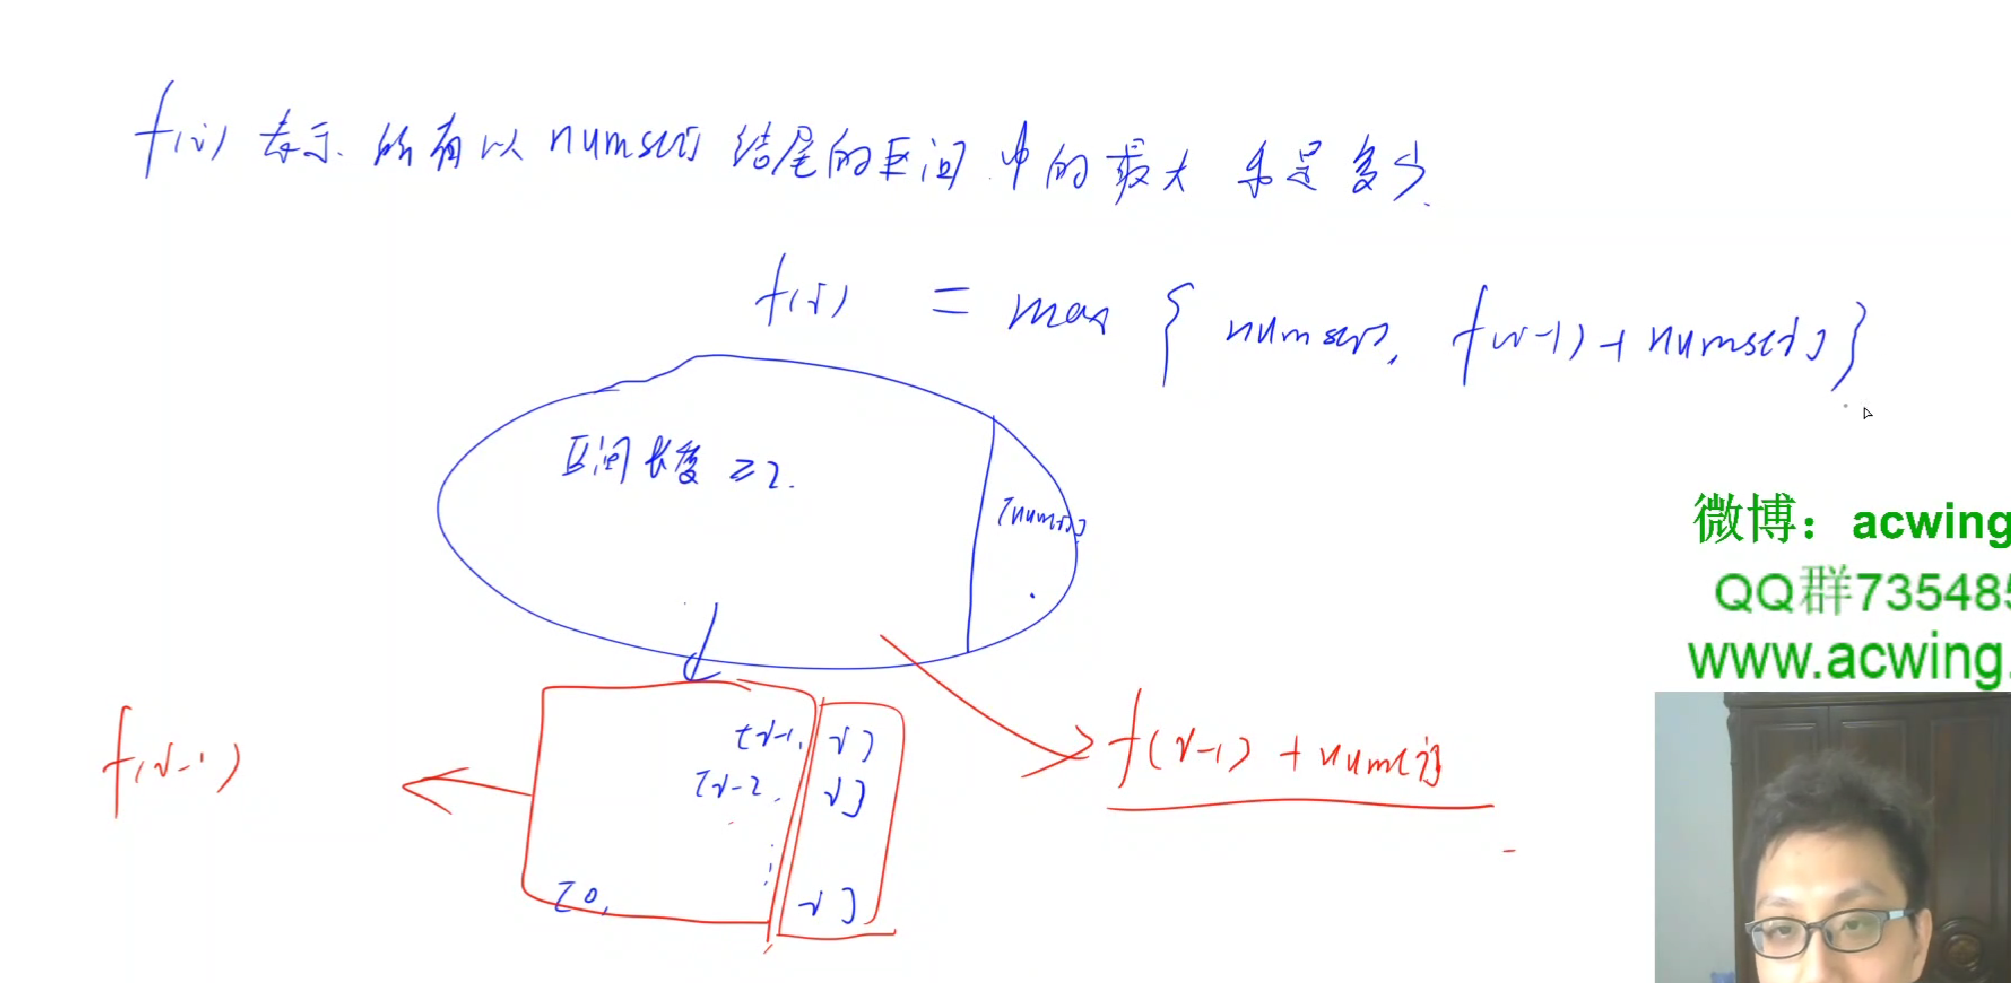 f(i) 表示 所有以 nums[i] 结尾的区间 中的最大 和是多少.
f(i) = max { nums[i], f(i-1) + nums[i] }
区间长度 ≥2.
[nums[i]]
微博：acwing
QQ群735485
www.acwing.
[i-1, i]
[i-2, i]
⋮
[0, i]
f(i-1)
f(i-1) + nums[i]